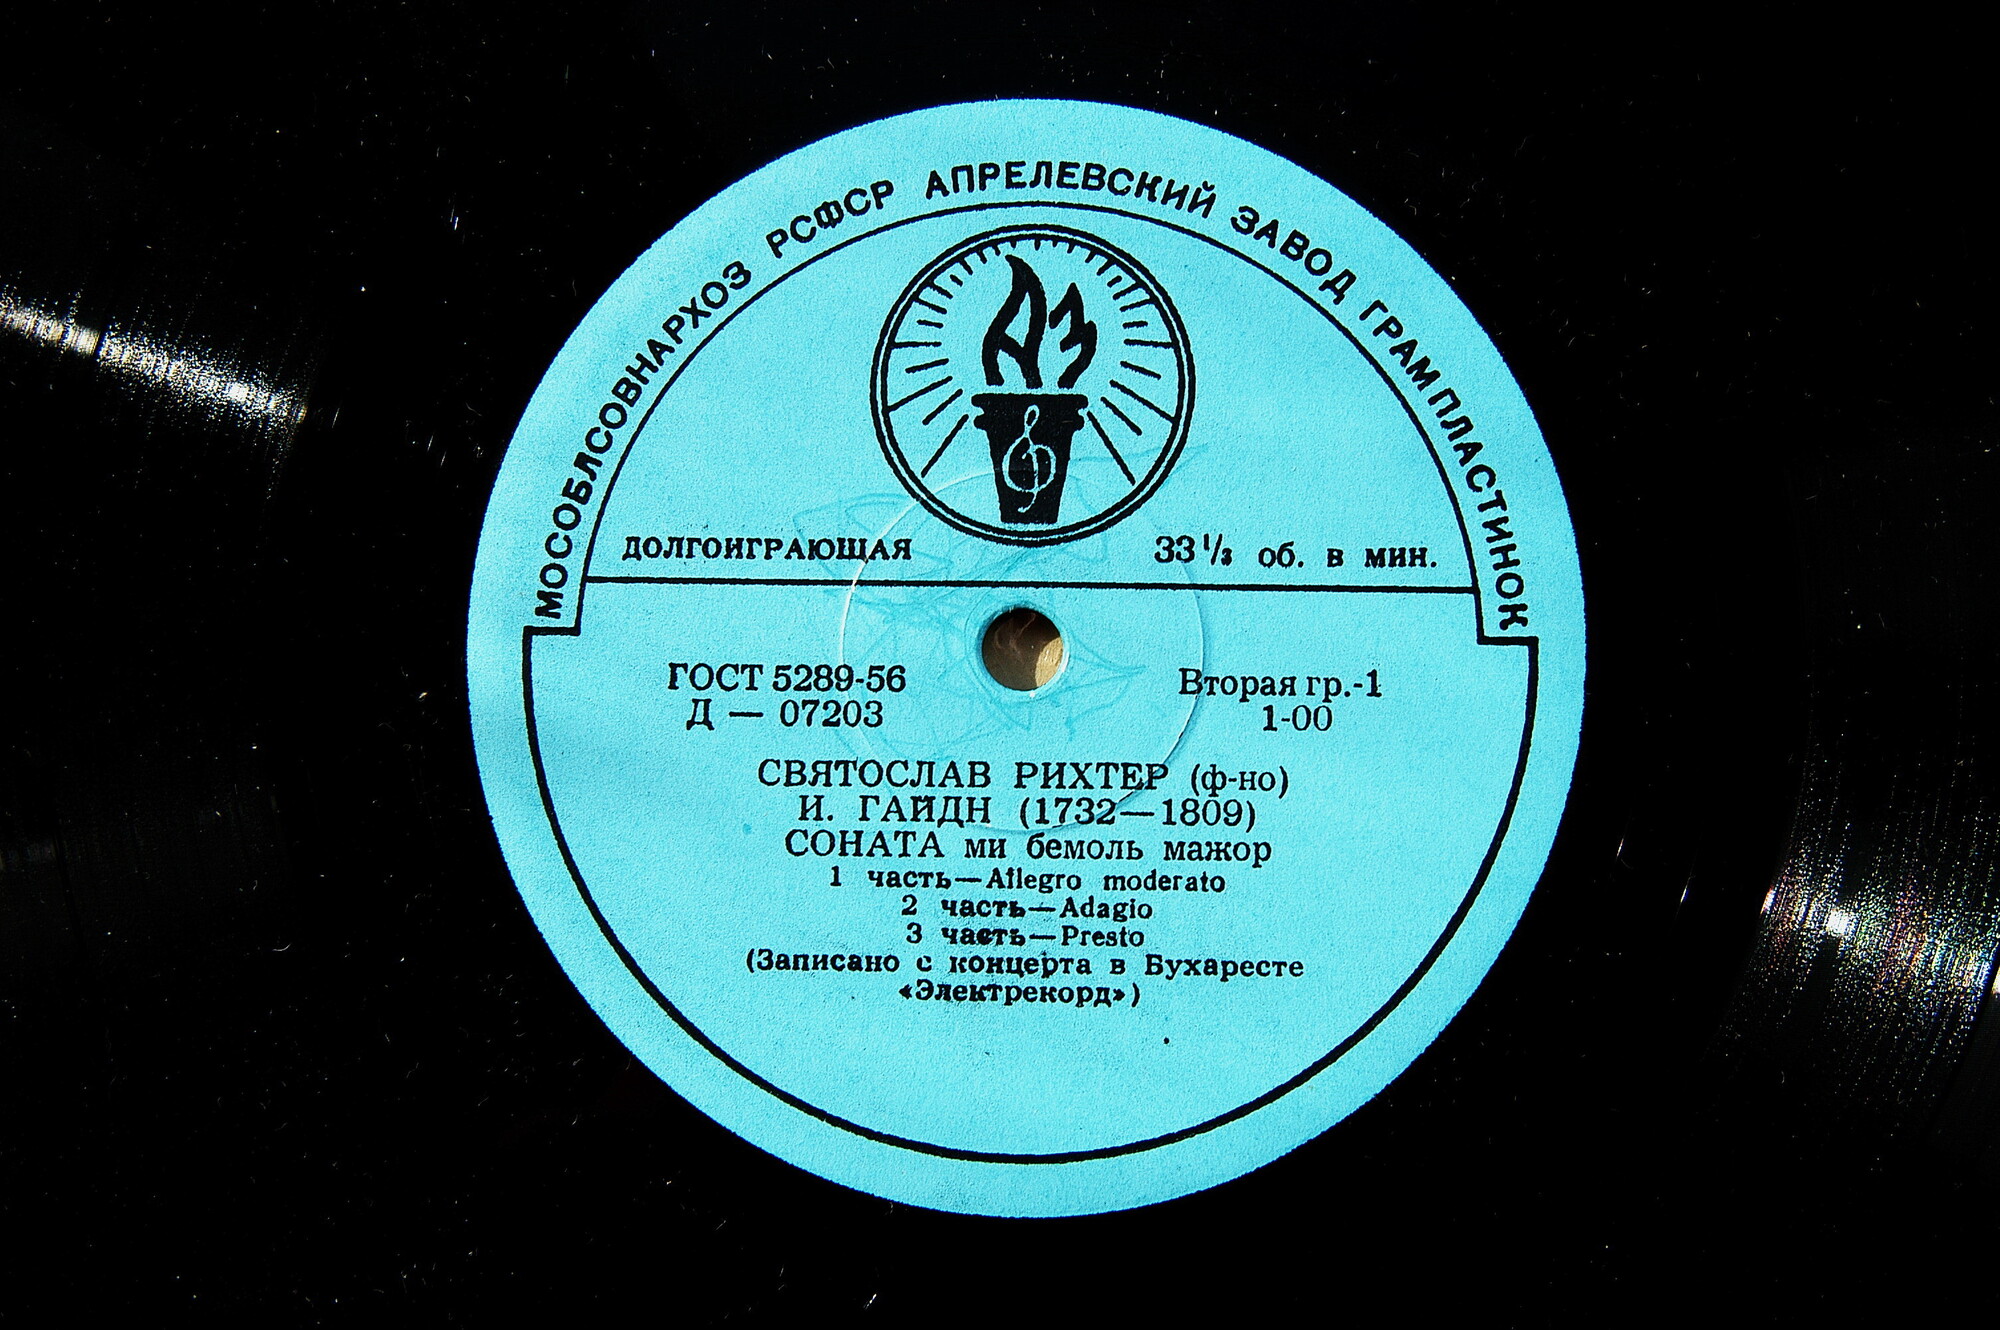 МОСОБЛСОВНАРХОЗ РСФСР АПРЕЛЕВСКИЙ ЗАВОД ГРАМПЛАСТИНОК
АЗ
ДОЛГОИГРАЮЩАЯ 33 1/3 об. в мин.
ГОСТ 5289-56 Вторая гр.-1
Д — 07203 1-00
СВЯТОСЛАВ РИХТЕР (ф-но)
И. ГАЙДН (1732—1809)
СОНАТА ми бемоль мажор
1 часть—Allegro moderato
2 часть—Adagio
3 часть—Presto
(Записано с концерта в Бухаресте
«Электрекорд»)